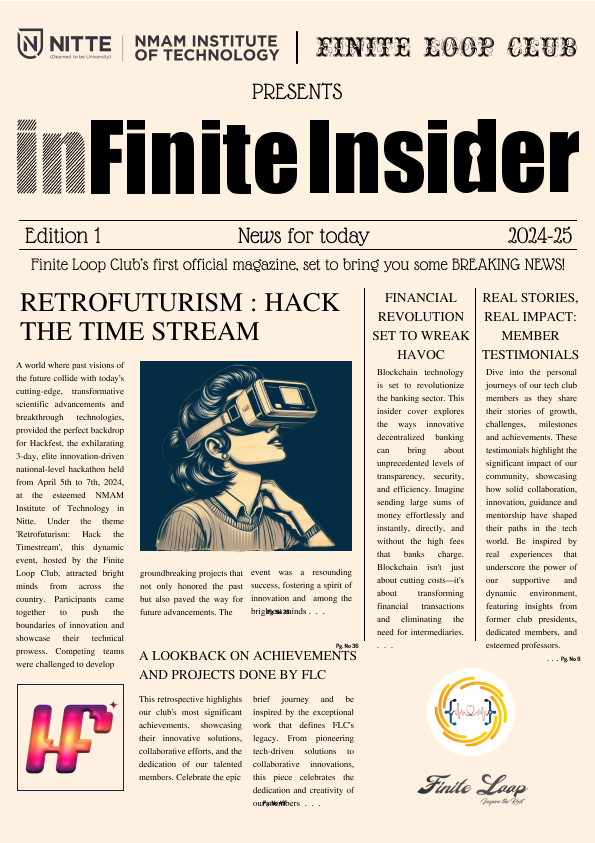 NITTE
(Deemed to be University)
NMAM INSTITUTE
OF TECHNOLOGY
FINITE LOOP CLUB
PRESENTS
inFinite Insider
Edition 1
News for today
2024-25
Finite Loop Club's first official magazine, set to bring you some BREAKING NEWS!
RETROFUTURISM : HACK
THE TIME STREAM
A world where past visions of
the future collide with today's
cutting-edge, transformative
scientific advancements and
breakthrough technologies,
provided the perfect backdrop
for Hackfest, the exhilarating
3-day, elite innovation-driven
national-level hackathon held
from April 5th to 7th, 2024,
at the esteemed NMAM
Institute of Technology in
Nitte. Under the theme
'Retrofuturism: Hack the
Timestream', this dynamic
event, hosted by the Finite
Loop Club, attracted bright
minds from across the
country. Participants came
together to push the
boundaries of innovation and
showcase their technical
prowess. Competing teams
were challenged to develop
groundbreaking projects that
not only honored the past
but also paved the way for
future advancements. The
event was a resounding
success, fostering a spirit of
innovation and among the
brightest minds . . .
FINANCIAL
REVOLUTION
SET TO WREAK
HAVOC
Blockchain technology
is set to revolutionize
the banking sector. This
insider cover explores
the ways innovative
decentralized banking
can bring about
unprecedented levels of
transparency, security,
and efficiency. Imagine
sending large sums of
money effortlessly and
instantly, directly, and
without the high fees
that banks charge.
Blockchain isn't just
about cutting costs—it's
about transforming
financial transactions
and eliminating the
need for intermediaries.
. . .
Pg. No 36
REAL STORIES,
REAL IMPACT:
MEMBER
TESTIMONIALS
Dive into the personal
journeys of our tech club
members as they share
their stories of growth,
challenges, milestones
and achievements. These
testimonials highlight the
significant impact of our
community, showcasing
how solid collaboration,
innovation, guidance and
mentorship have shaped
their paths in the tech
world. Be inspired by
real experiences that
underscore the power of
our supportive and
dynamic environment,
featuring insights from
former club presidents,
dedicated members, and
esteemed professors.
. . . Pg. No 9
A LOOKBACK ON ACHIEVEMENTS
AND PROJECTS DONE BY FLC
This retrospective highlights
our club's most significant
achievements, showcasing
their innovative solutions,
collaborative efforts, and the
dedication of our talented
members. Celebrate the epic
brief journey and be
inspired by the exceptional
work that defines FLC's
legacy. From pioneering
tech-driven solutions to
collaborative innovations,
this piece celebrates the
dedication and creativity of
our members . . .
Finite Loop
Inspire the Rest